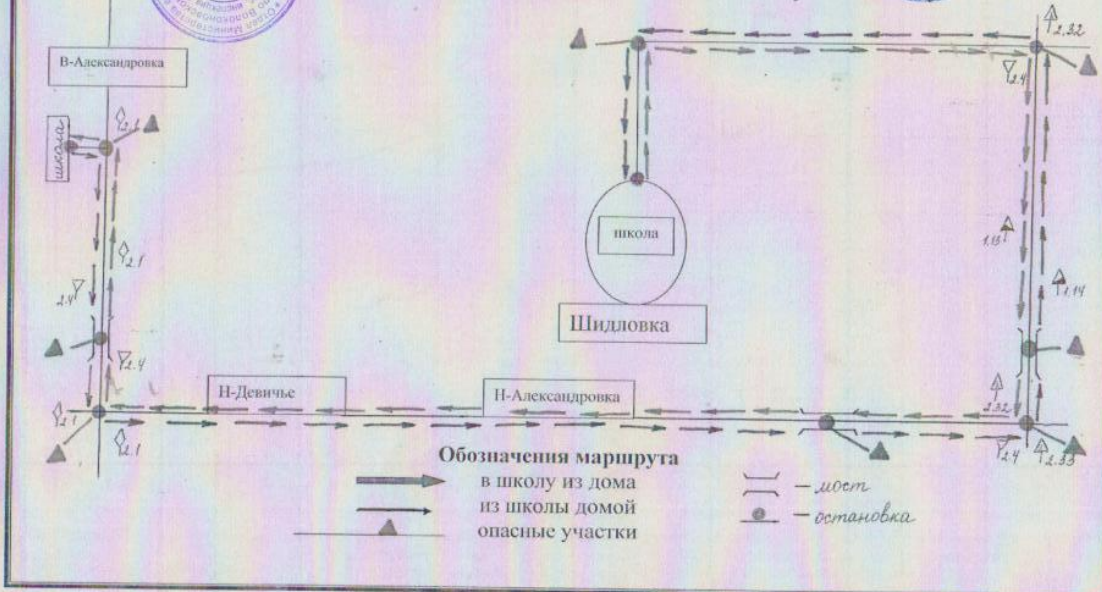 В-Александровка
школа
2.1
2.1
2.4
2.4
2.1
2.1
Н-Девичье
Н-Александровка
школа
Шидловка
2.32
2.4
1.13
1.14
2.32
2.4
2.33
Обозначения маршрута
в школу из дома
из школы домой
опасные участки
– мост
– остановка